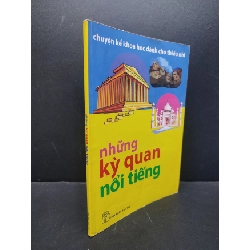 chuyện kể khoa học dành cho thiếu nhi
những
kỳ quan
nổi tiếng